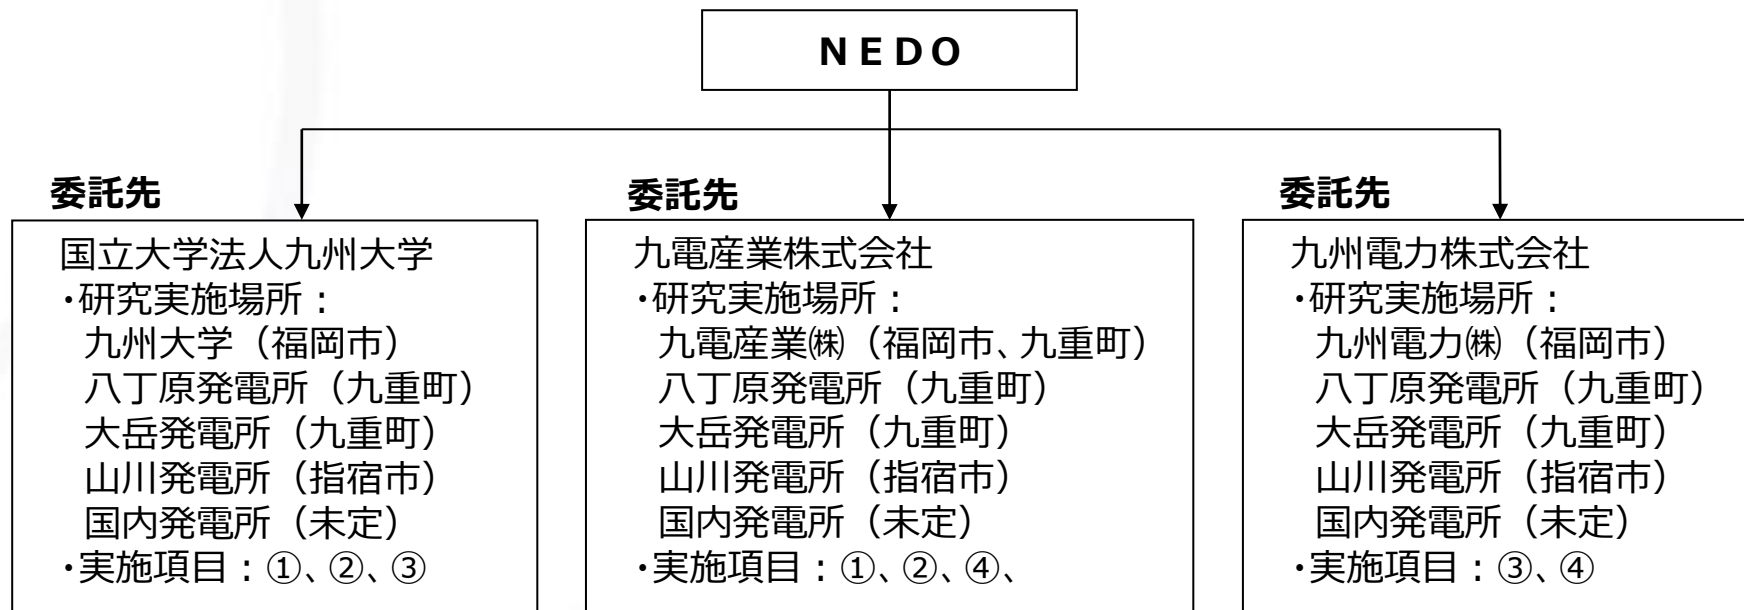 NEDO
委託先
国立大学法人九州大学
・研究実施場所：
九州大学（福岡市）
八丁原発電所（九重町）
大岳発電所（九重町）
山川発電所（指宿市）
国内発電所（未定）
・実施項目：①、②、③
委託先
九電産業株式会社
・研究実施場所：
九電産業㈱（福岡市、九重町）
八丁原発電所（九重町）
大岳発電所（九重町）
山川発電所（指宿市）
国内発電所（未定）
・実施項目：①、②、④、
委託先
九州電力株式会社
・研究実施場所：
九州電力㈱（福岡市）
八丁原発電所（九重町）
大岳発電所（九重町）
山川発電所（指宿市）
国内発電所（未定）
・実施項目：③、④